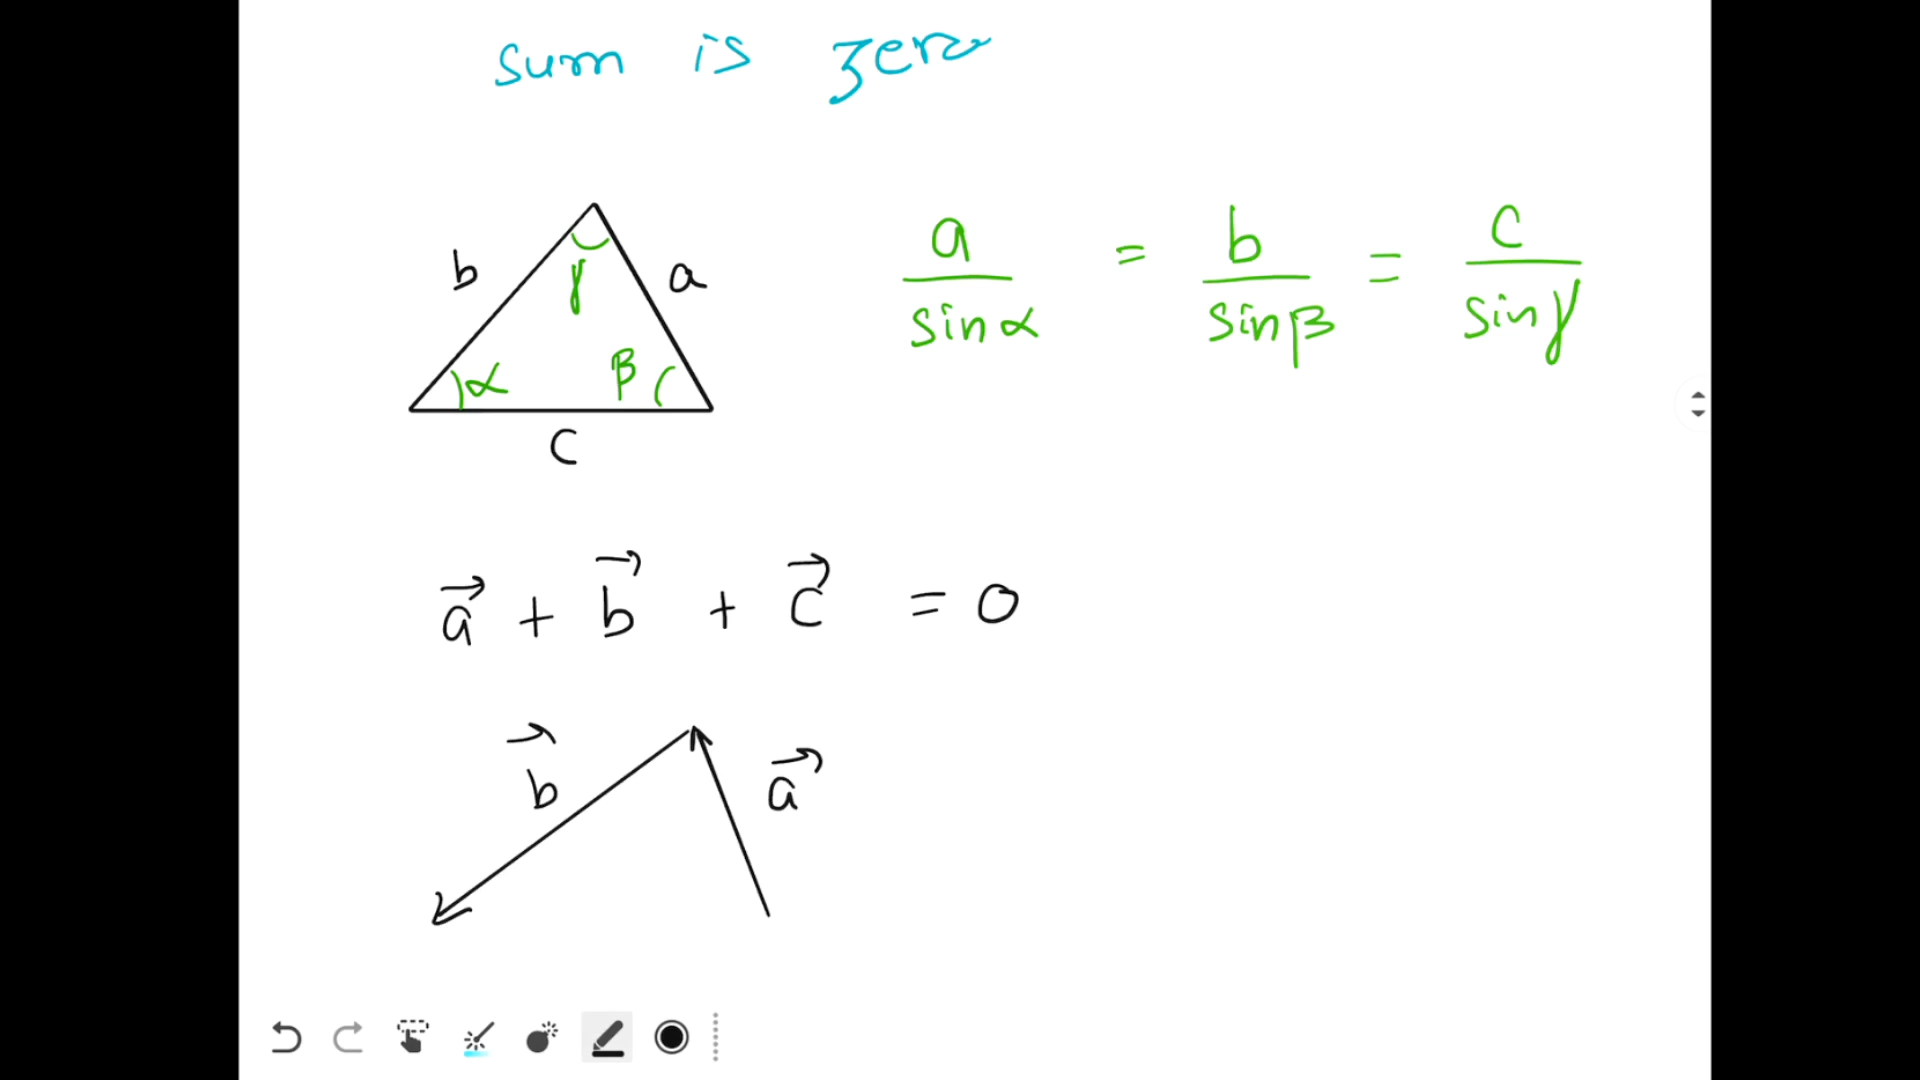 sum is zero
b γ a
α β
c
a/sinα = b/sinβ = c/sinγ
a⃗ + b⃗ + c⃗ = 0
b⃗ a⃗